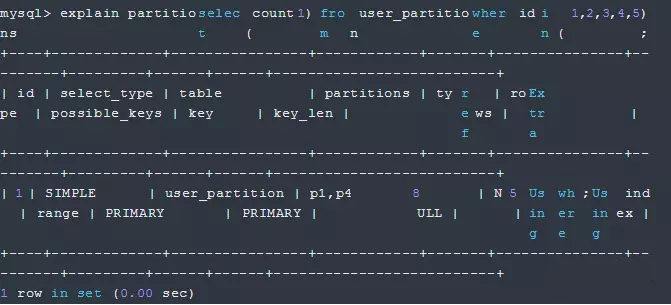 mysql> explain partitio selec count 1) fro user_partitio wher id i 1,2,3,4,5)
ns t ( m n e n ( ;
+----+-------------+----------------+------------+--
-----+---------------+---------+---------+------+------+--------------------------+
| id | select_type | table | partitions | ty r | ro Ex
pe | possible_keys | key | key_len | e ws | tr |
f a
+----+-------------+----------------+------------+--
-----+---------------+---------+---------+------+------+--------------------------+
| 1 | SIMPLE | user_partition | p1,p4 8 | N 5 Us wh ; Us ind
| range | PRIMARY | PRIMARY | ULL | | in ere in ex |
g e g
+----+-------------+----------------+------------+--
-----+---------------+---------+---------+------+------+--------------------------+
1 row in set (0.00 sec)